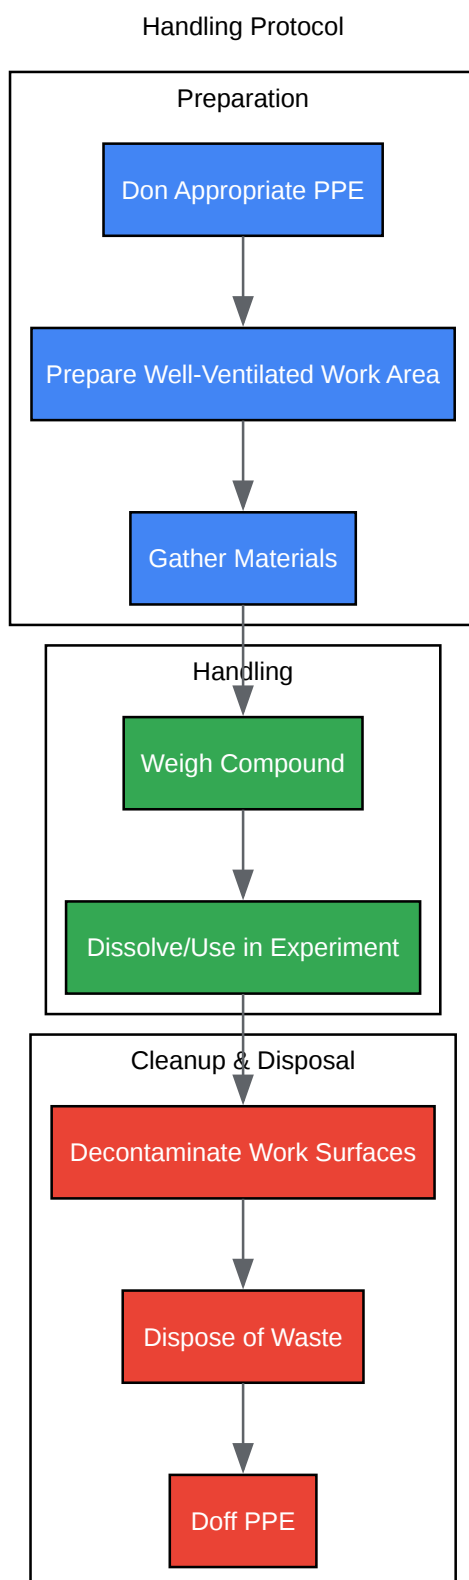 Handling Protocol
Preparation
Don Appropriate PPE
Prepare Well-Ventilated Work Area
Gather Materials
Handling
Weigh Compound
Dissolve/Use in Experiment
Cleanup & Disposal
Decontaminate Work Surfaces
Dispose of Waste
Doff PPE